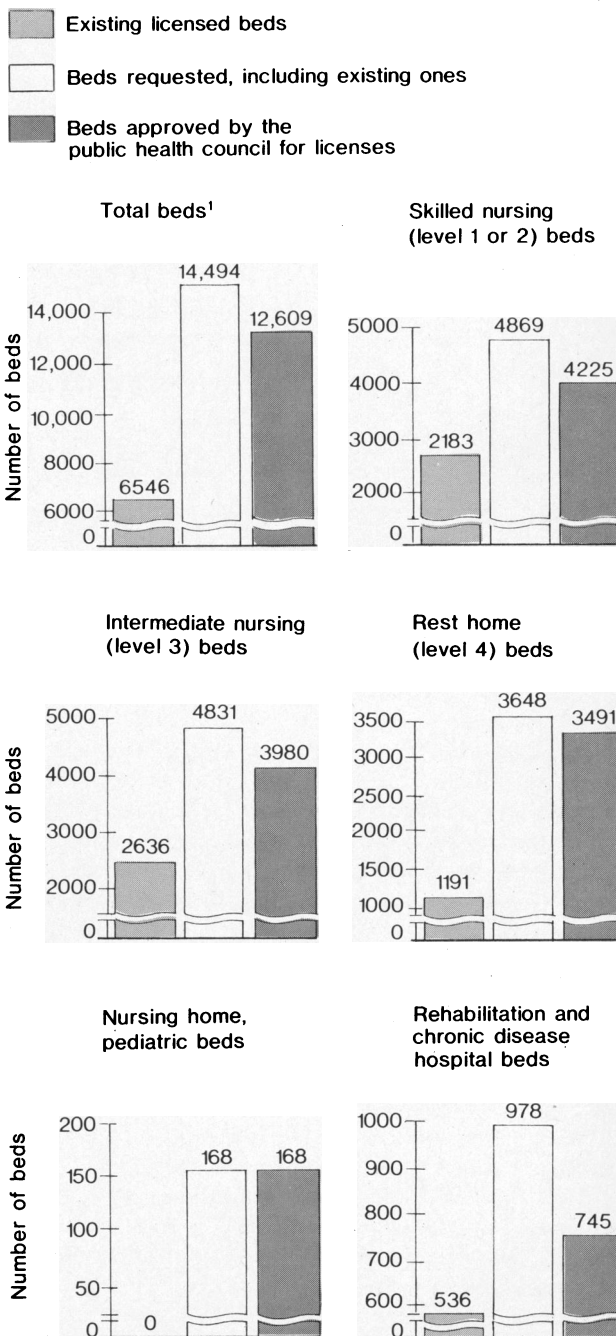 Existing licensed beds
Beds requested, including existing ones
Beds approved by the
public health council for licenses
Total beds¹
Number of beds
14,000
12,000
10,000
8000
6000
0
6546
14,494
12,609
Skilled nursing
(level 1 or 2) beds
5000
4000
3000
2000
0
2183
4869
4225
Intermediate nursing
(level 3) beds
Number of beds
5000
4000
3000
2000
0
2636
4831
3980
Rest home
(level 4) beds
3500
3000
2500
2000
1500
1000
0
1191
3648
3491
Nursing home,
pediatric beds
Number of beds
200
150
100
50
0
0
168
168
Rehabilitation and
chronic disease
hospital beds
1000
900
800
700
600
0
536
978
745